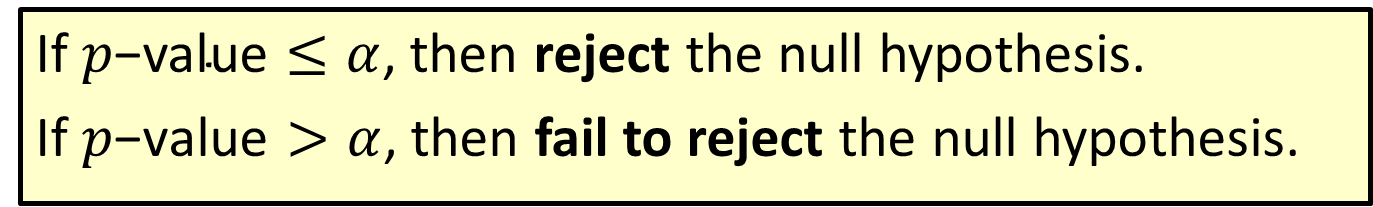 If p−value ≤ α, then reject the null hypothesis.
If p−value > α, then fail to reject the null hypothesis.